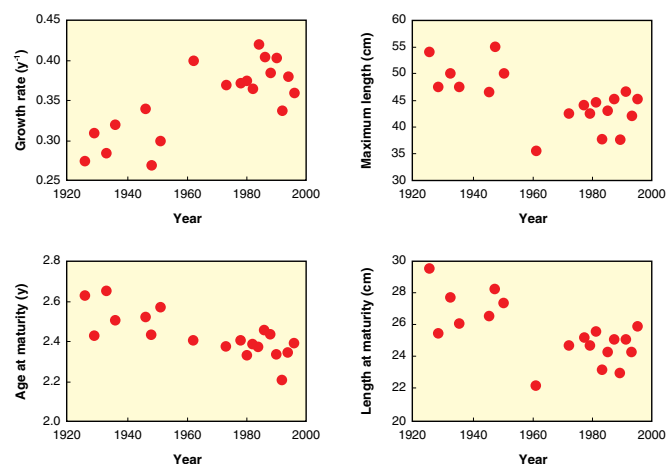 Growth rate (y-1)
0.45
0.40
0.35
0.30
0.25
1920 1940 1960 1980 2000
Year
Maximum length (cm)
60
55
50
45
40
35
30
1920 1940 1960 1980 2000
Year
Age at maturity (y)
2.8
2.6
2.4
2.2
2.0
1920 1940 1960 1980 2000
Year
Length at maturity (cm)
30
28
26
24
22
20
1920 1940 1960 1980 2000
Year